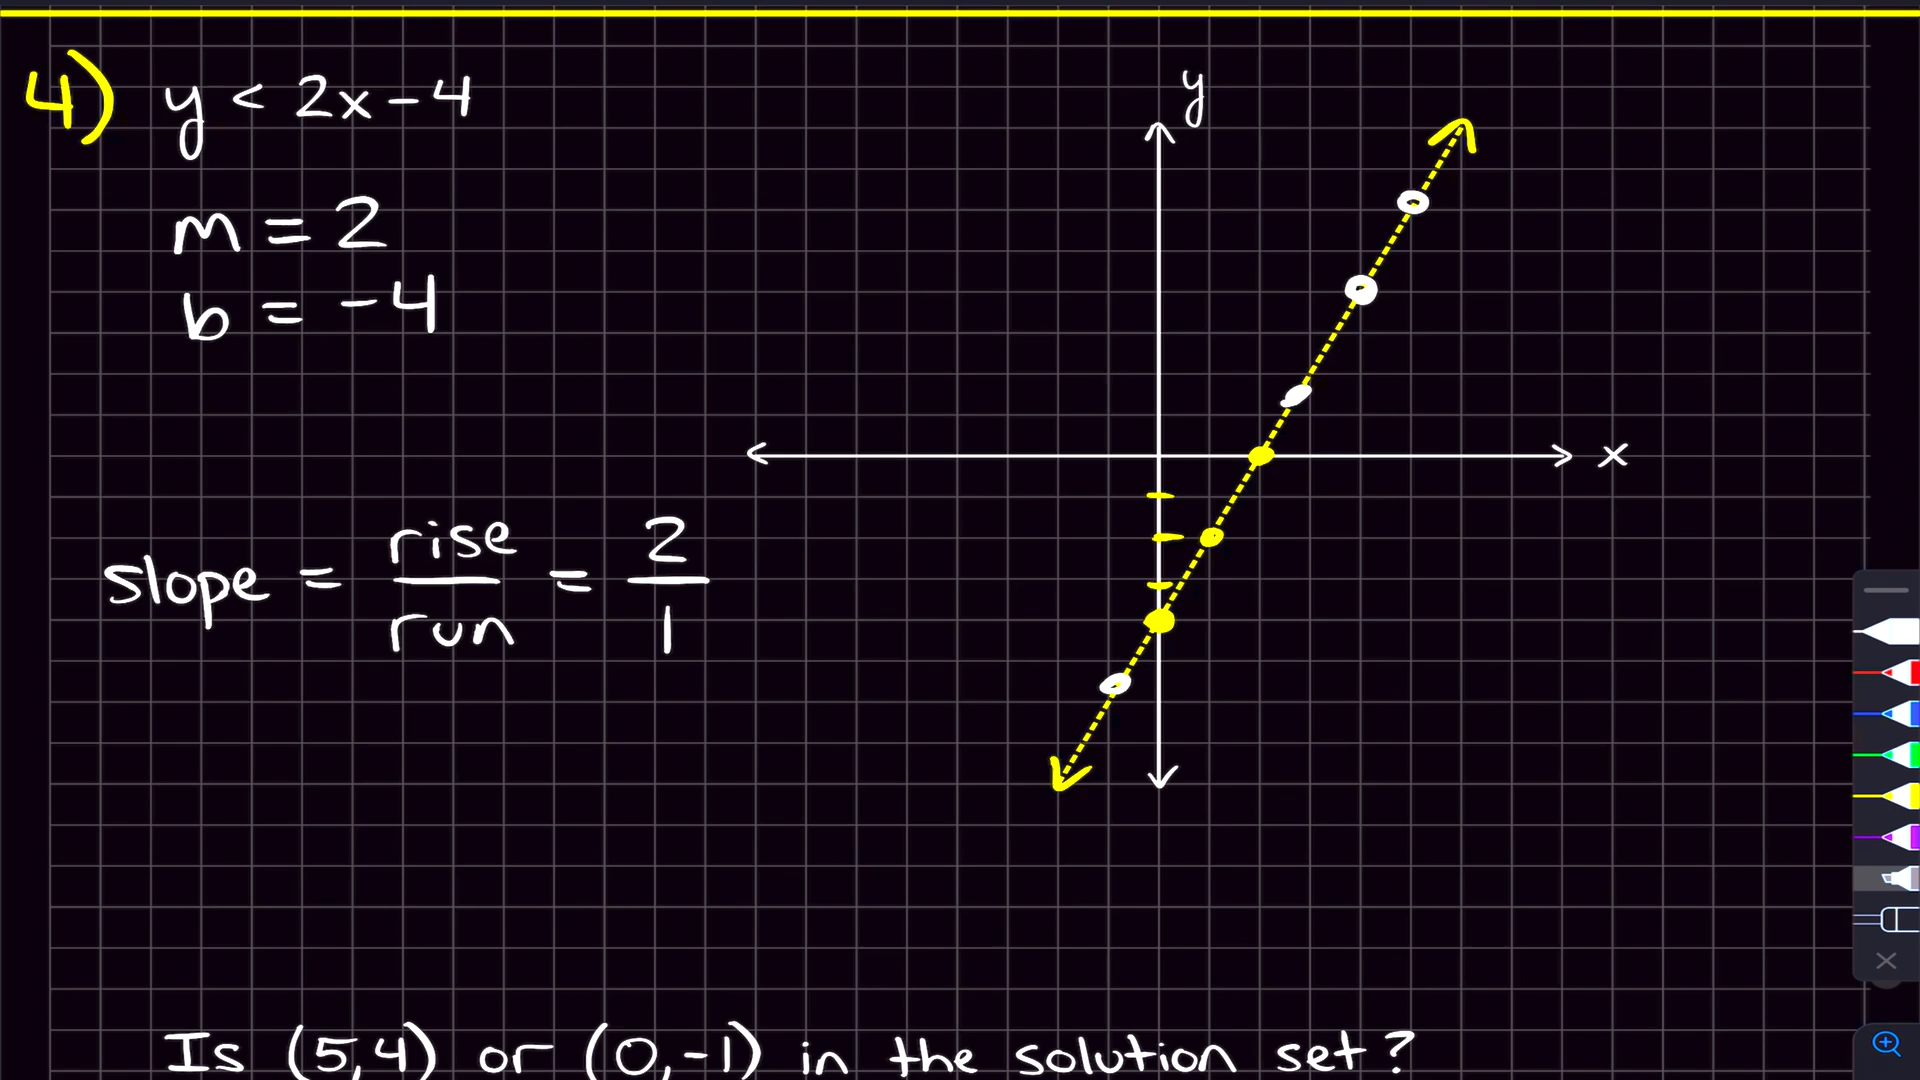 4) y < 2x - 4
m = 2
b = -4
slope = rise/run = 2/1
y
x
Is (5,4) or (0,-1) in the solution set?